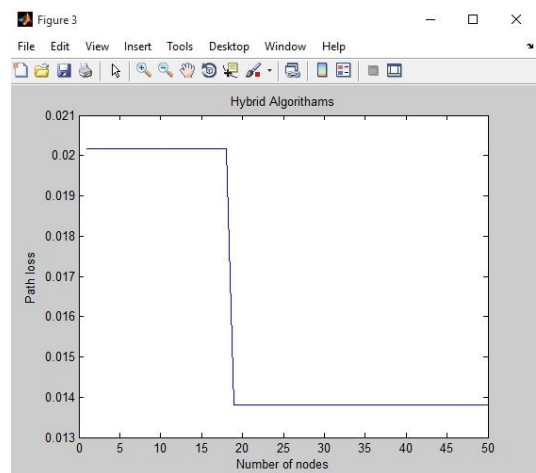 Figure 3
File Edit View Insert Tools Desktop Window Help
Hybrid Algorithams
0.021
0.02
0.019
0.018
0.017
0.016
0.015
0.014
0.013
Path loss
0 5 10 15 20 25 30 35 40 45 50
Number of nodes